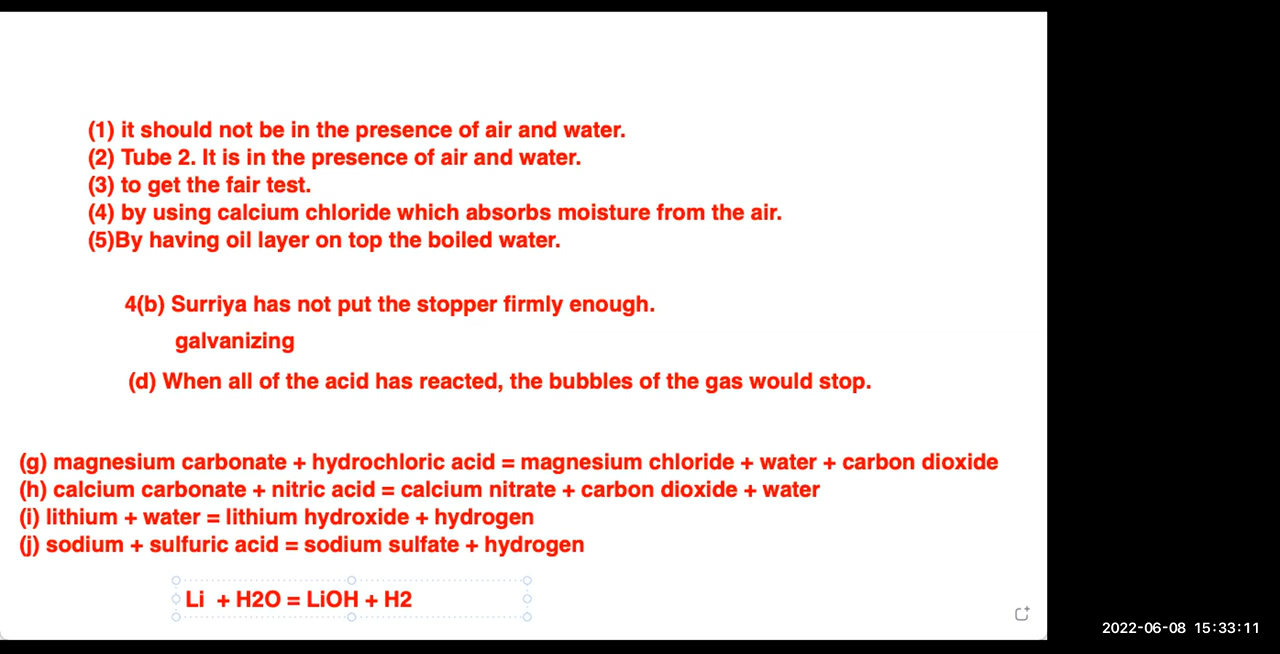 (1) it should not be in the presence of air and water.
(2) Tube 2. It is in the presence of air and water.
(3) to get the fair test.
(4) by using calcium chloride which absorbs moisture from the air.
(5)By having oil layer on top the boiled water.
4(b) Surriya has not put the stopper firmly enough.
galvanizing
(d) When all of the acid has reacted, the bubbles of the gas would stop.
(g) magnesium carbonate + hydrochloric acid = magnesium chloride + water + carbon dioxide
(h) calcium carbonate + nitric acid = calcium nitrate + carbon dioxide + water
(i) lithium + water = lithium hydroxide + hydrogen
(j) sodium + sulfuric acid = sodium sulfate + hydrogen
Li + H2O = LiOH + H2
2022-06-08 15:33:11